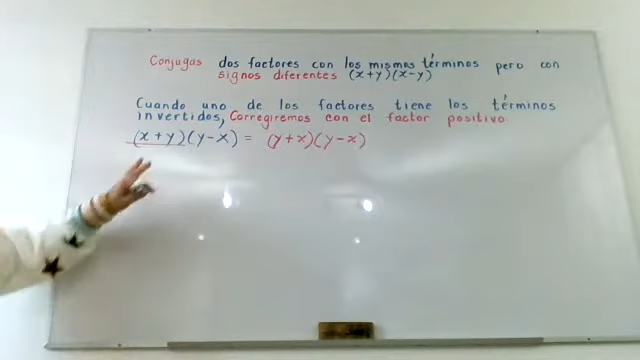 Conjugas dos factores con los mismos términos pero con
signos diferentes (x+y)(x-y)
Cuando uno de los factores tiene los términos
invertidos, Corregiremos con el factor positivo.
(x+y)(y-x) = (y+x)(y-x)